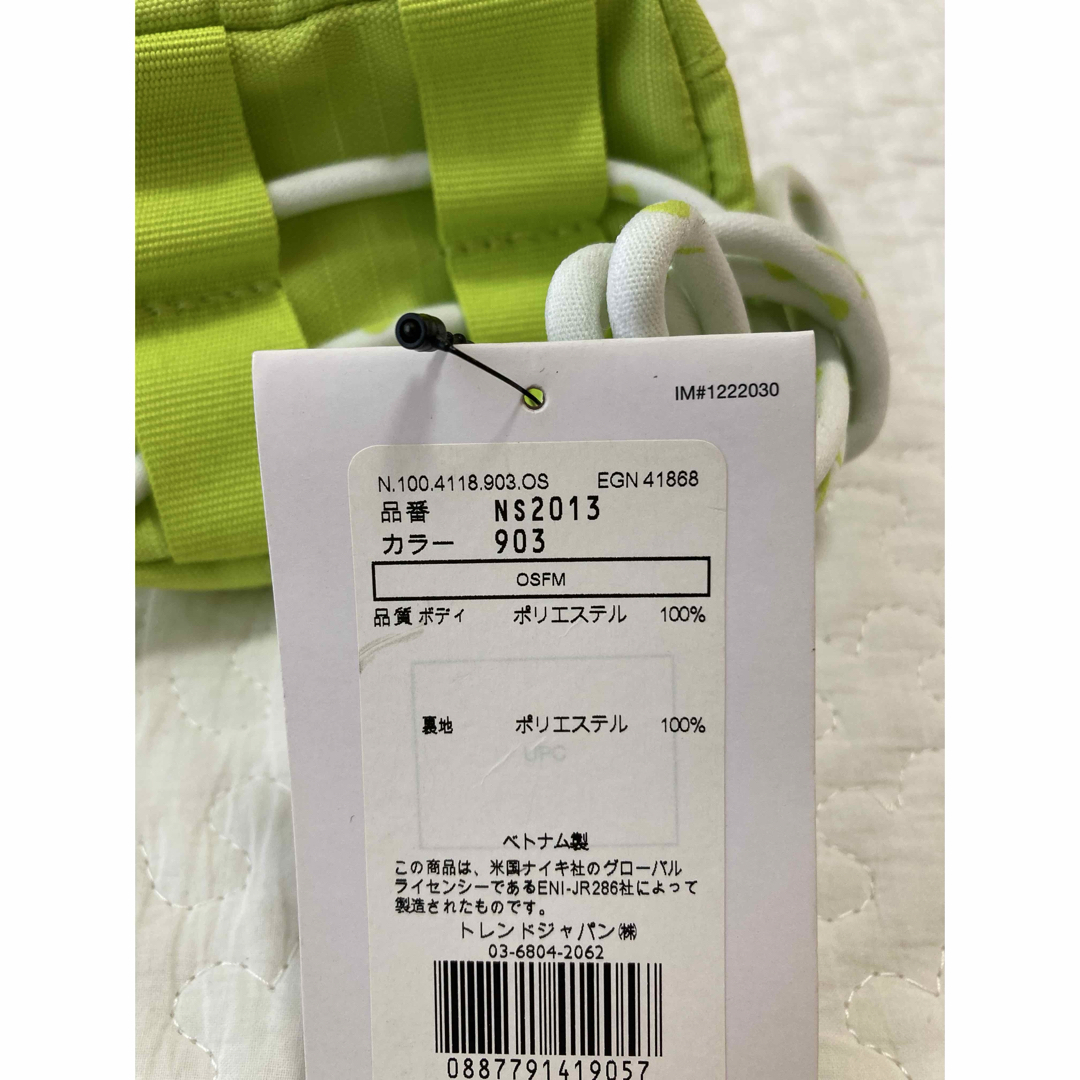 IM#1222030
N.100.4118.903.OS EGN 41868
品番 NS2013
カラー 903
OSFM
品質 ボディ ポリエステル 100%
裏地 ポリエステル 100%
UPC
ベトナム製
この商品は、米国ナイキ社のグローバル
ライセンシーであるENI-JR286社によって
製造されたものです。
トレンドジャパン㈱
03-6804-2062
0887791419057